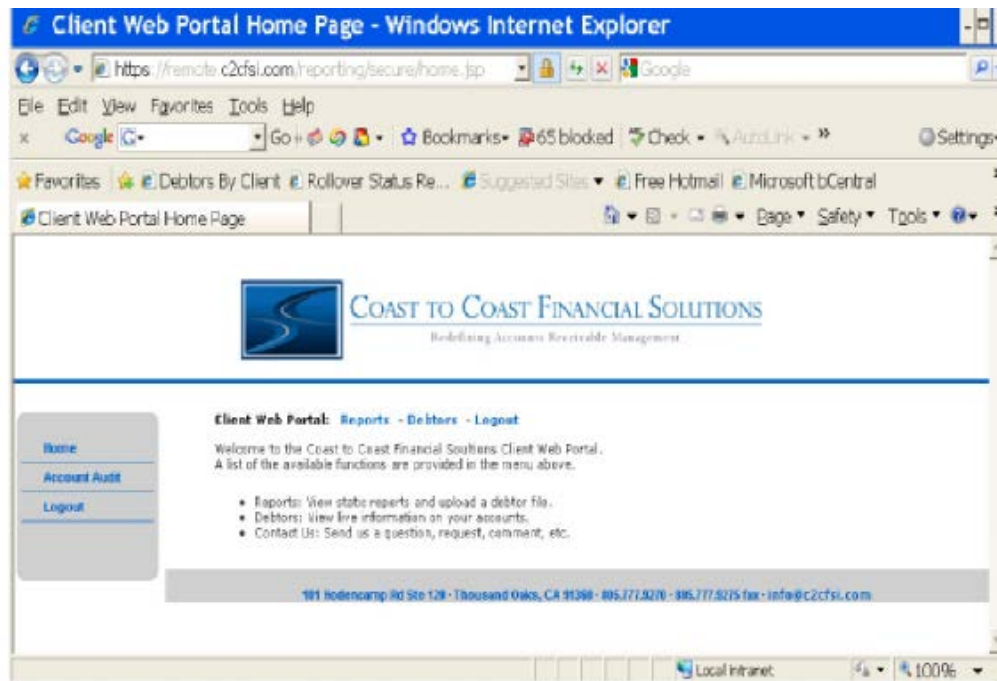 Client Web Portal Home Page - Windows Internet Explorer
https://remote.c2cfsi.com/reporting/secure/home.jsp Google
File Edit View Favorites Tools Help
x Google G Go Bookmarks 65 blocked Check AutoLink » Settings
Favorites Debtors By Client Rollover Status Re... Suggested Sites Free Hotmail Microsoft bCentral
Client Web Portal Home Page Page Safety Tools
COAST TO COAST FINANCIAL SOLUTIONS
Redefining Accounts Receivable Management
Client Web Portal: Reports - Debtors - Logout
Home
Account Audit
Logout
Welcome to the Coast to Coast Financial Soultions Client Web Portal.
A list of the available functions are provided in the menu above.
• Reports: View static reports and upload a debtor file.
• Debtors: View live information on your accounts.
• Contact Us: Send us a question, request, comment, etc.
101 Hodencamp Rd Ste 120 - Thousand Oaks, CA 91360 - 805.777.9270 - 805.777.9275 fax - info@c2cfsi.com
Local intranet 100%